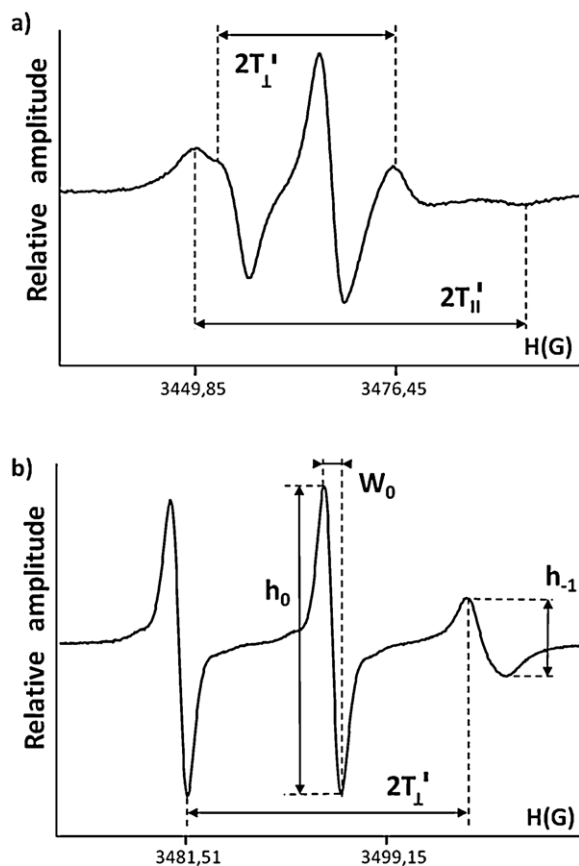 a)
Relative amplitude
2T⊥'
2T||'
H(G)
3449,85
3476,45
b)
Relative amplitude
W₀
h₀
h₋₁
2T⊥'
H(G)
3481,51
3499,15